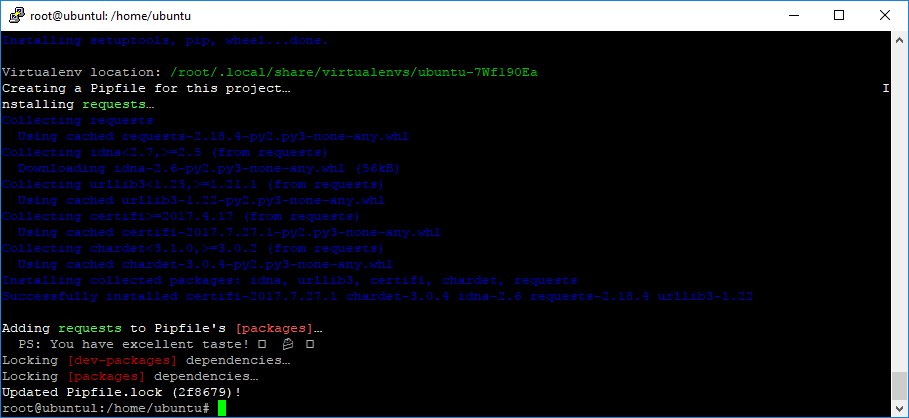 root@ubuntul: /home/ubuntu
Installing setuptools, pip, wheel...done.
Virtualenv location: /root/.local/share/virtualenvs/ubuntu-7Wfl90Ea
Creating a Pipfile for this project… I
nstalling requests…
Collecting requests
Using cached requests-2.18.4-py2.py3-none-any.whl
Collecting idna<2.7,>=2.5 (from requests)
Downloading idna-2.6-py2.py3-none-any.whl (56kB)
Collecting urllib3<1.23,>=1.21.1 (from requests)
Using cached urllib3-1.22-py2.py3-none-any.whl
Collecting certifi>=2017.4.17 (from requests)
Using cached certifi-2017.7.27.1-py2.py3-none-any.whl
Collecting chardet<3.1.0,>=3.0.2 (from requests)
Using cached chardet-3.0.4-py2.py3-none-any.whl
Installing collected packages: idna, urllib3, certifi, chardet, requests
Successfully installed certifi-2017.7.27.1 chardet-3.0.4 idna-2.6 requests-2.18.4 urllib3-1.22
Adding requests to Pipfile's [packages]…
PS: You have excellent taste! 🍰
Locking [dev-packages] dependencies…
Locking [packages] dependencies…
Updated Pipfile.lock (2f8679)!
root@ubuntul:/home/ubuntu#